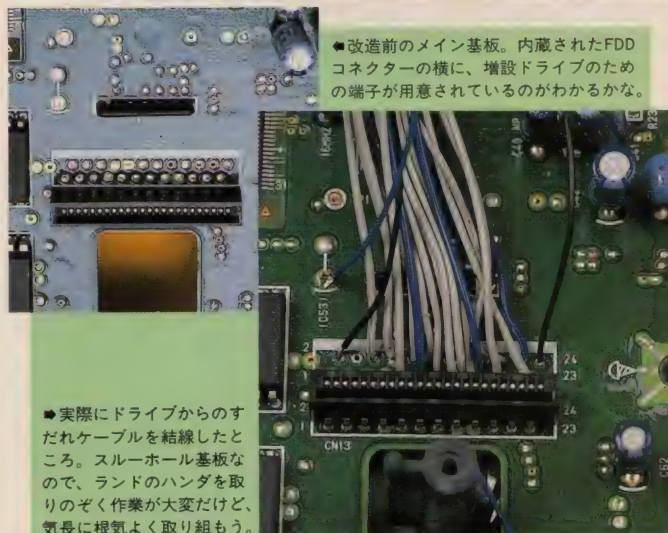 ⬅改造前のメイン基板。内蔵されたFDD
コネクターの横に、増設ドライブのため
の端子が用意されているのがわかるかな。
➡実際にドライブからのす
だれケーブルを結線したと
ころ。スルーホール基板な
ので、ランドのハンダを取
りのぞく作業が大変だけど、
気長に根気よく取り組もう。
(C53)
2
24
1
23
2
24
1
23
CN13